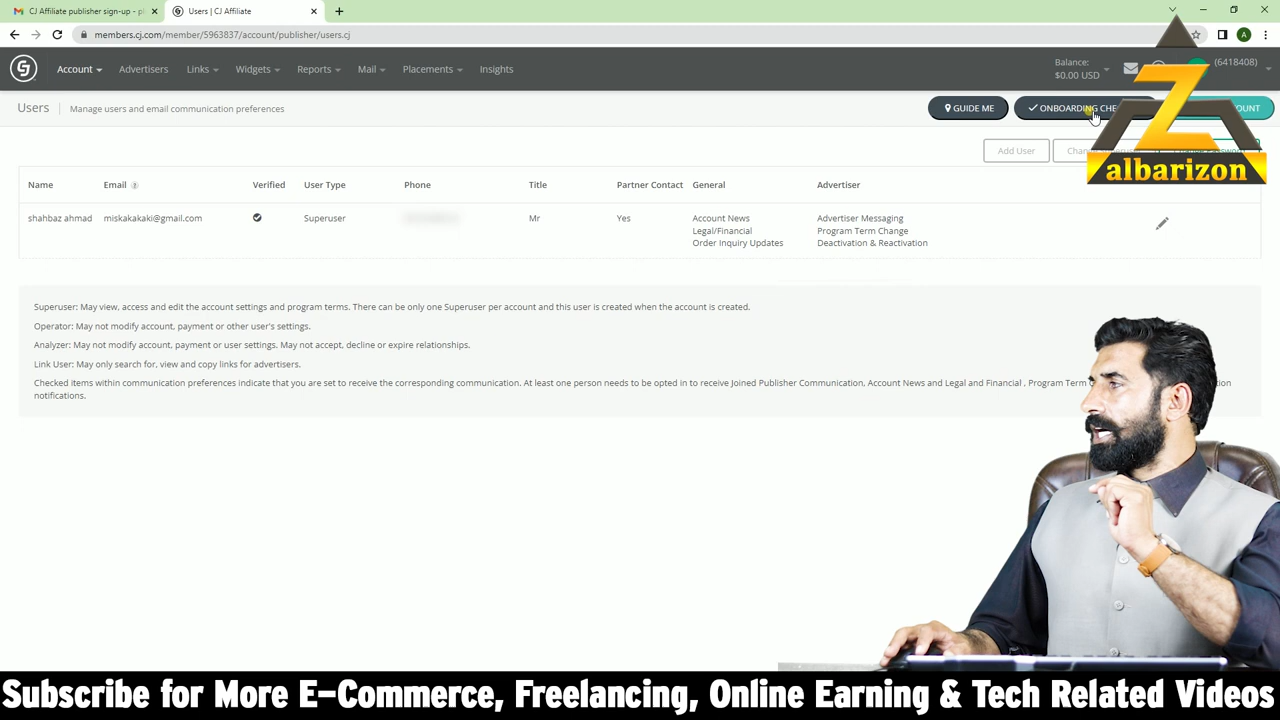 CJ Affiliate publisher sign-up - pl
Users | CJ Affiliate
members.cj.com/member/5963837/account/publisher/users.cj
A
Account
Advertisers
Links
Widgets
Reports
Mail
Placements
Insights
Balance:
$0.00 USD
(6418408)
Users
Manage users and email communication preferences
GUIDE ME
ONBOARDING CHE
OUNT
Add User
Z
albarizon
Name
Email
Verified
User Type
Phone
Title
Partner Contact
General
Advertiser
shahbaz ahmad
miskakakaki@gmail.com
Superuser
Mr
Yes
Account News
Legal/Financial
Order Inquiry Updates
Advertiser Messaging
Program Term Change
Deactivation & Reactivation
Superuser: May view, access and edit the account settings and program terms. There can be only one Superuser per account and this user is created when the account is created.
Operator: May not modify account, payment or other user's settings.
Analyzer: May not modify account, payment or user settings. May not accept, decline or expire relationships.
Link User: May only search for, view and copy links for advertisers.
Checked items within communication preferences indicate that you are set to receive the corresponding communication. At least one person needs to be opted in to receive Joined Publisher Communication, Account News and Legal and Financial , Program Term
notifications.
Subscribe for More E-Commerce, Freelancing, Online Earning & Tech Related Videos